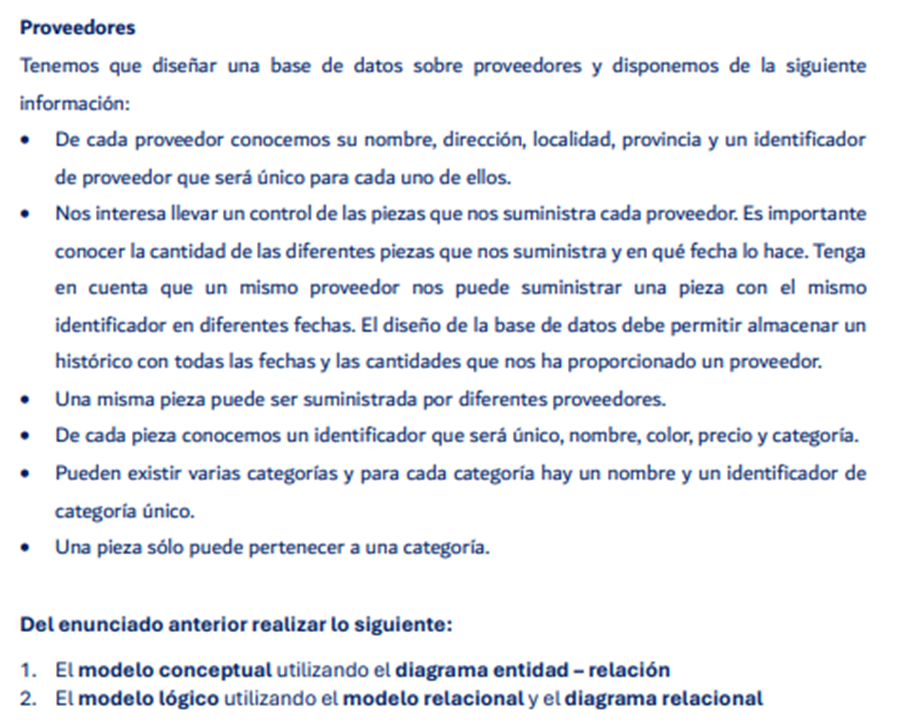 Proveedores
Tenemos que diseñar una base de datos sobre proveedores y disponemos de la siguiente
información:
• De cada proveedor conocemos su nombre, dirección, localidad, provincia y un identificador
de proveedor que será único para cada uno de ellos.
• Nos interesa llevar un control de las piezas que nos suministra cada proveedor. Es importante
conocer la cantidad de las diferentes piezas que nos suministra y en qué fecha lo hace. Tenga
en cuenta que un mismo proveedor nos puede suministrar una pieza con el mismo
identificador en diferentes fechas. El diseño de la base de datos debe permitir almacenar un
histórico con todas las fechas y las cantidades que nos ha proporcionado un proveedor.
• Una misma pieza puede ser suministrada por diferentes proveedores.
• De cada pieza conocemos un identificador que será único, nombre, color, precio y categoría.
• Pueden existir varias categorías y para cada categoría hay un nombre y un identificador de
categoría único.
• Una pieza sólo puede pertenecer a una categoría.
Del enunciado anterior realizar lo siguiente:
1. El modelo conceptual utilizando el diagrama entidad – relación
2. El modelo lógico utilizando el modelo relacional y el diagrama relacional